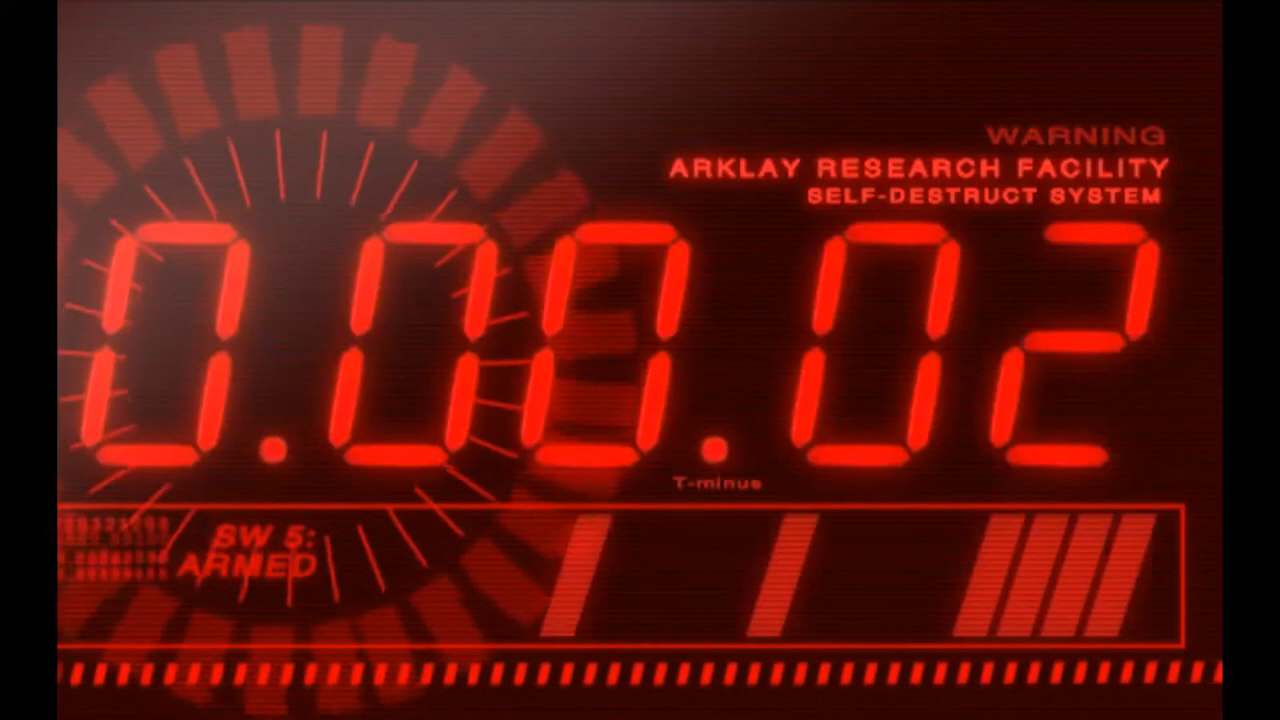 WARNING
ARKLAY RESEARCH FACILITY
SELF-DESTRUCT SYSTEM
0.00.02
T-minus
SW 5:
ARMED